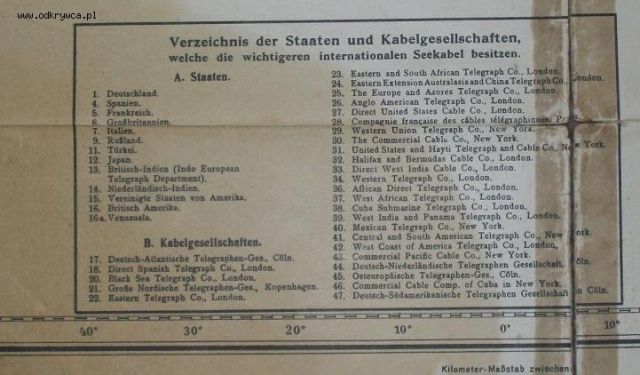 www.odkrywca.pl
Verzeichnis der Staaten und Kabelgesellschaften,
welche die wichtigeren internationalen Seekabel besitzen.
A. Staaten.
1. Deutschland.
4. Spanien.
5. Frankreich.
6. Großbritannien.
7. Italien.
9. Rußland.
11. Türkei.
12. Japan.
13. Britisch-Indien (Indo European
Telegraph Department).
14. Niederländisch-Indien.
15. Vereinigte Staaten von Amerika.
16. Britisch Amerika.
16a. Venuzuela.
B. Kabelgesellschaften.
17. Deutsch-Atlantische Telegraphen-Ges., Cöln.
18. Direct Spanish Telegraph Co., London.
20. Black Sea Telegraph Co., London.
21. Große Nordische Telegraphen-Ges., Kopenhagen.
22. Eastern Telegraph Co., London.
23. Eastern and South African Telegraph Co., London.
24. Eastern Extension Australasia and China Telegraph Co., London.
25. The Europe and Azores Telegraph Co., London.
26. Anglo American Telegraph Co., London.
27. Direct United States Cable Co., London.
28. Compagnie française des câbles télégraphiques,
29. Western Union Telegraph Co., New York.
30. The Commercial Cable Co., New York.
31. United States and Hayti Telegraph and Cable Co., New York.
32. Halifax and Bermudas Cable Co., London.
33. Direct West India Cable Co., London.
34. Western Telegraph Co., London.
36. African Direct Telegraph Co., London.
37. West African Telegraph Co., London.
38. Cuba Submarine Telegraph Co., London.
39. West India and Panama Telegraph Co., London.
40. Mexican Telegraph Co., New York.
41. Central and South American Telegraph Co., New York.
42. West Coast of America Telegraph Co., London.
43. Commercial Pacific Cable Co., New York.
44. Deutsch-Niederländische Telegraphen Gesellschaft, Cöln.
45. Osteuropäische Telegraphen-Ges., Cöln.
46. Commercial Cable Comp. of Cuba in New York.
47. Deutsch-Südamerikanische Telegraphen Gesellschaft in Cöln.
40° 30° 20° 10° 0° 10°
Kilometer-Maßstab zwischen